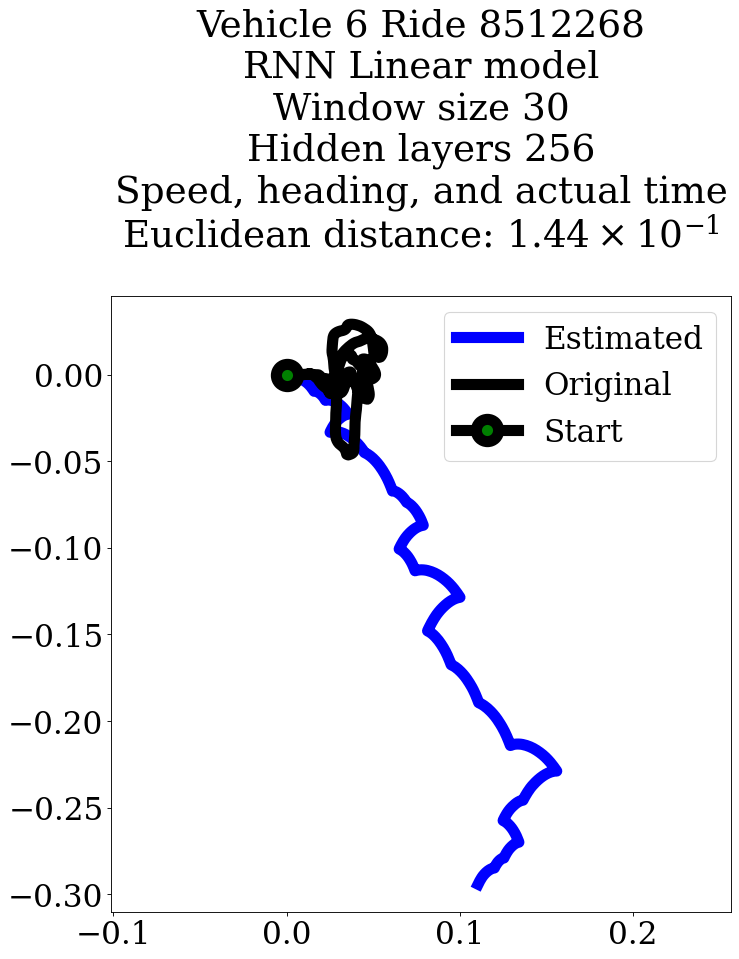 Vehicle 6 Ride 8512268
RNN Linear model
Window size 30
Hidden layers 256
Speed, heading, and actual time
Euclidean distance: 1.44 × 10⁻¹
Estimated
Original
Start
0.00
−0.05
−0.10
−0.15
−0.20
−0.25
−0.30
−0.1
0.0
0.1
0.2